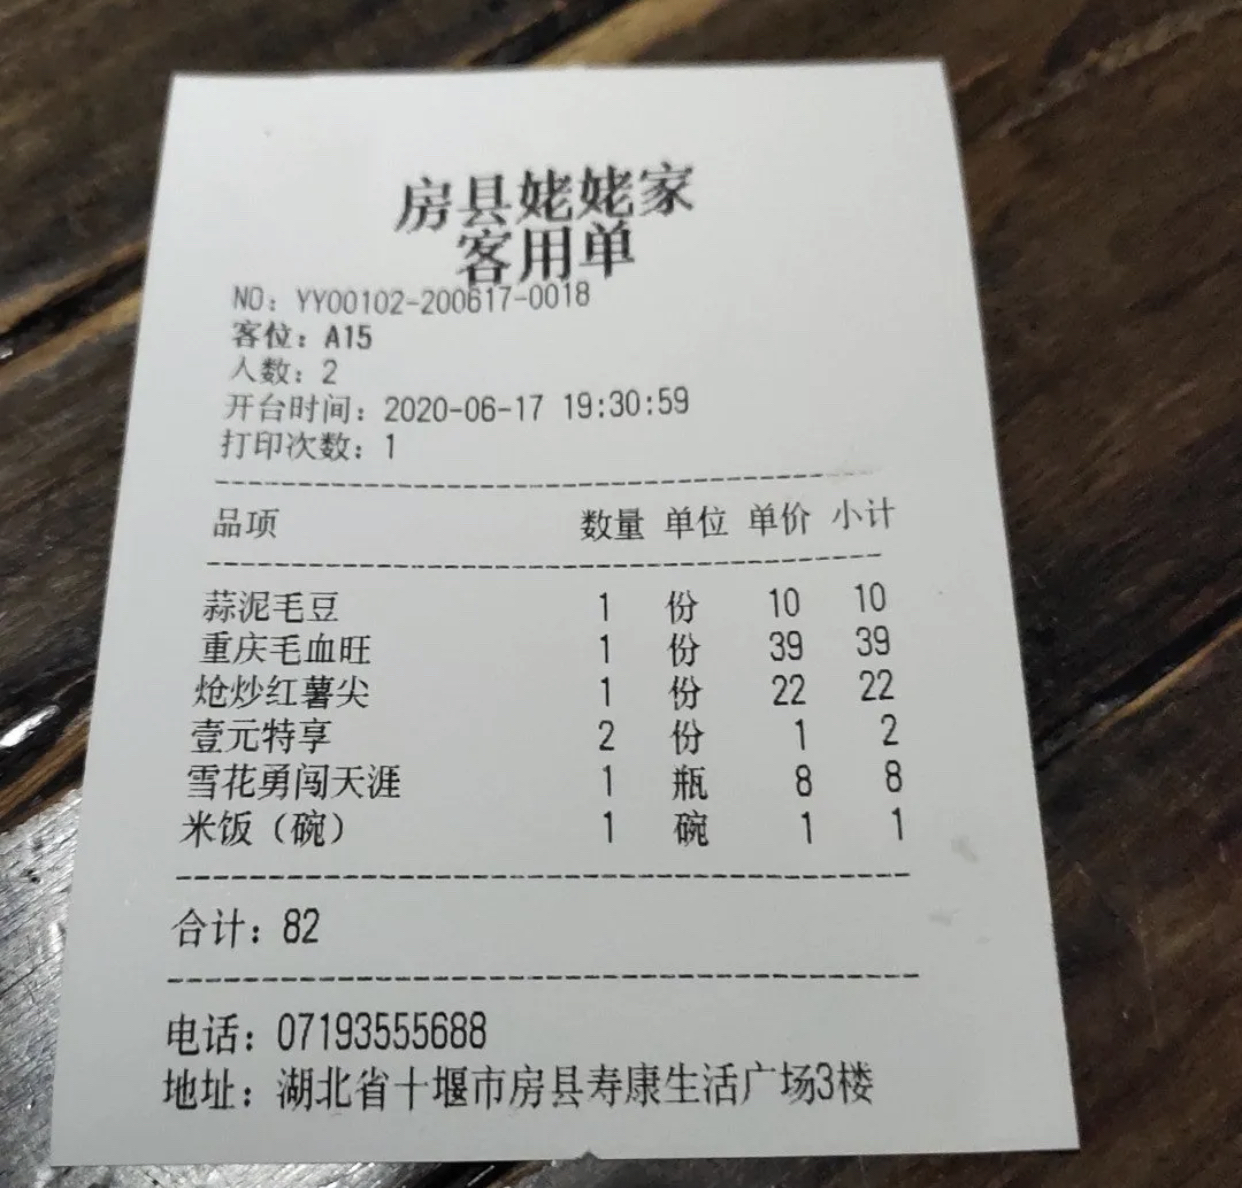 房县姥姥家
客用单
NO：YY00102-200617-0018
客位：A15
人数：2
开台时间：2020-06-17 19:30:59
打印次数：1
品项 数量 单位 单价 小计
蒜泥毛豆 1 份 10 10
重庆毛血旺 1 份 39 39
炝炒红薯尖 1 份 22 22
壹元特享 2 份 1 2
雪花勇闯天涯 1 瓶 8 8
米饭（碗） 1 碗 1 1
合计：82
电话：07193555688
地址：湖北省十堰市房县寿康生活广场3楼